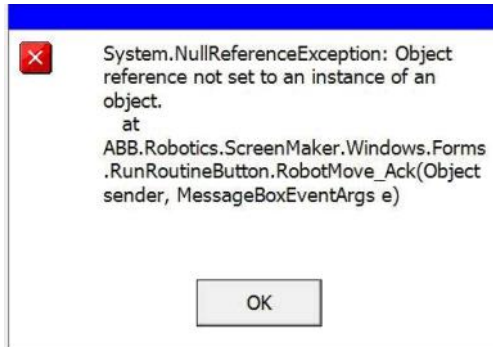 System.NullReferenceException: Object
reference not set to an instance of an
object.
at
ABB.Robotics.ScreenMaker.Windows.Forms
.RunRoutineButton.RobotMove_Ack(Object
sender, MessageBoxEventArgs e)
OK